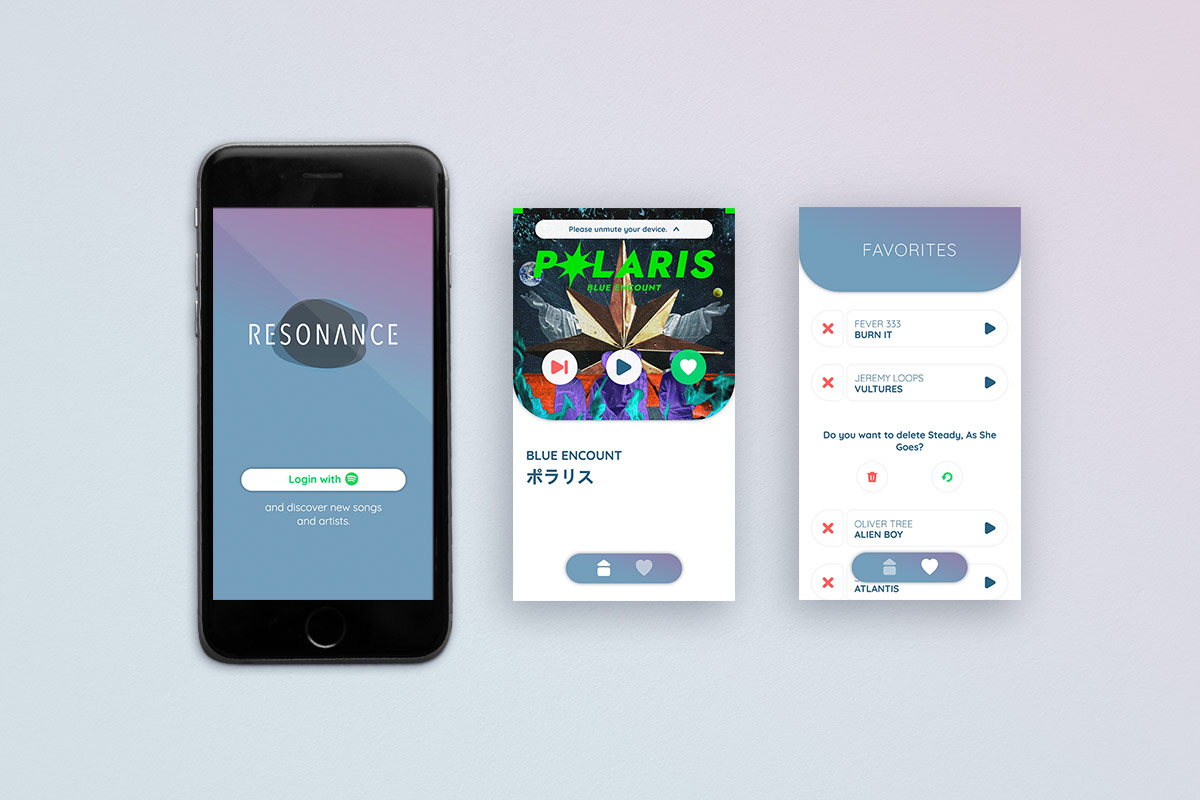 RESONANCE
Login with
and discover new songs
and artists.
Please unmute your device.
POLARIS
BLUE ENCOUNT
BLUE ENCOUNT
ポラリス
FAVORITES
FEVER 333
BURN IT
JEREMY LOOPS
VULTURES
Do you want to delete Steady, As She
Goes?
OLIVER TREE
ALIEN BOY
ATLANTIS